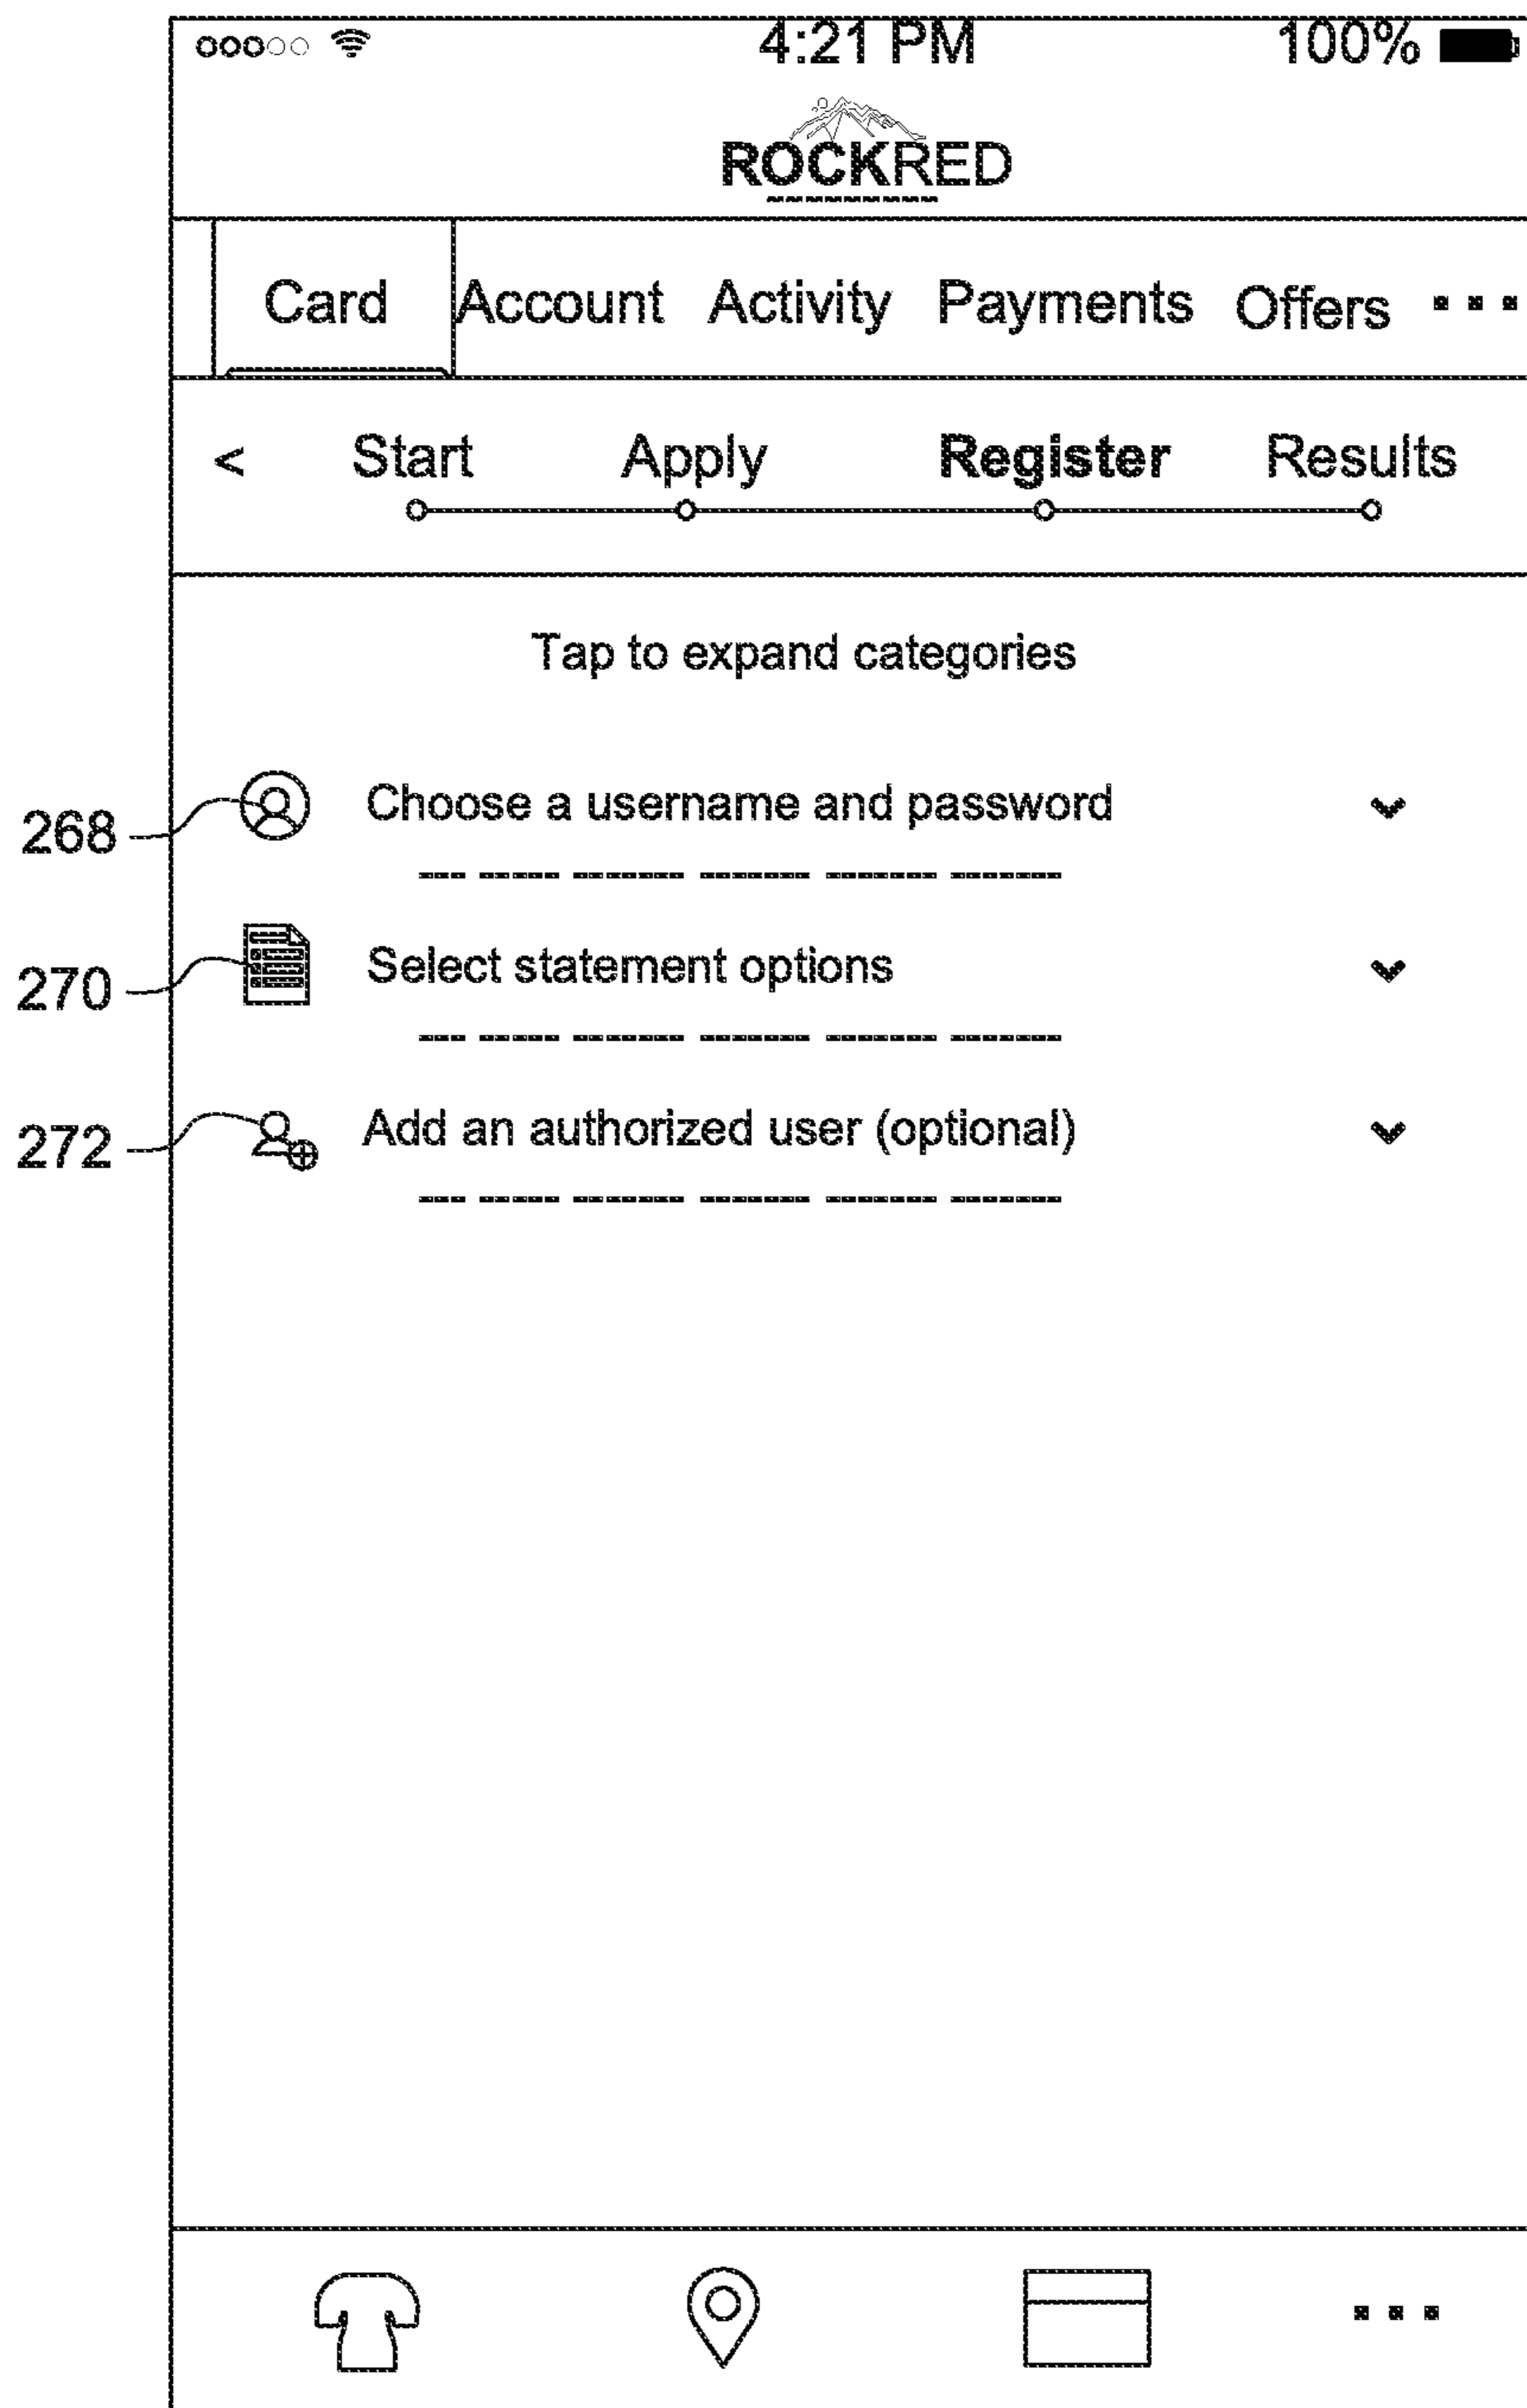 4:21 PM 100%
ROCKRED
Card Account Activity Payments Offers ...
< Start Apply Register Results
Tap to expand categories
268 Choose a username and password
270 Select statement options
272 Add an authorized user (optional)
...